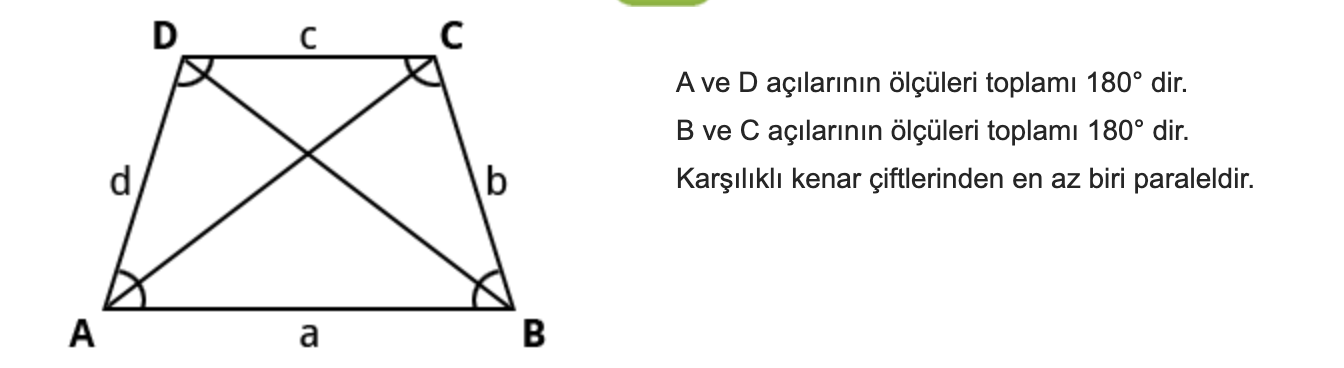 D c C
A ve D açılarının ölçüleri toplamı 180° dir.
B ve C açılarının ölçüleri toplamı 180° dir.
d b
Karşılıklı kenar çiftlerinden en az biri paraleldir.
A a B